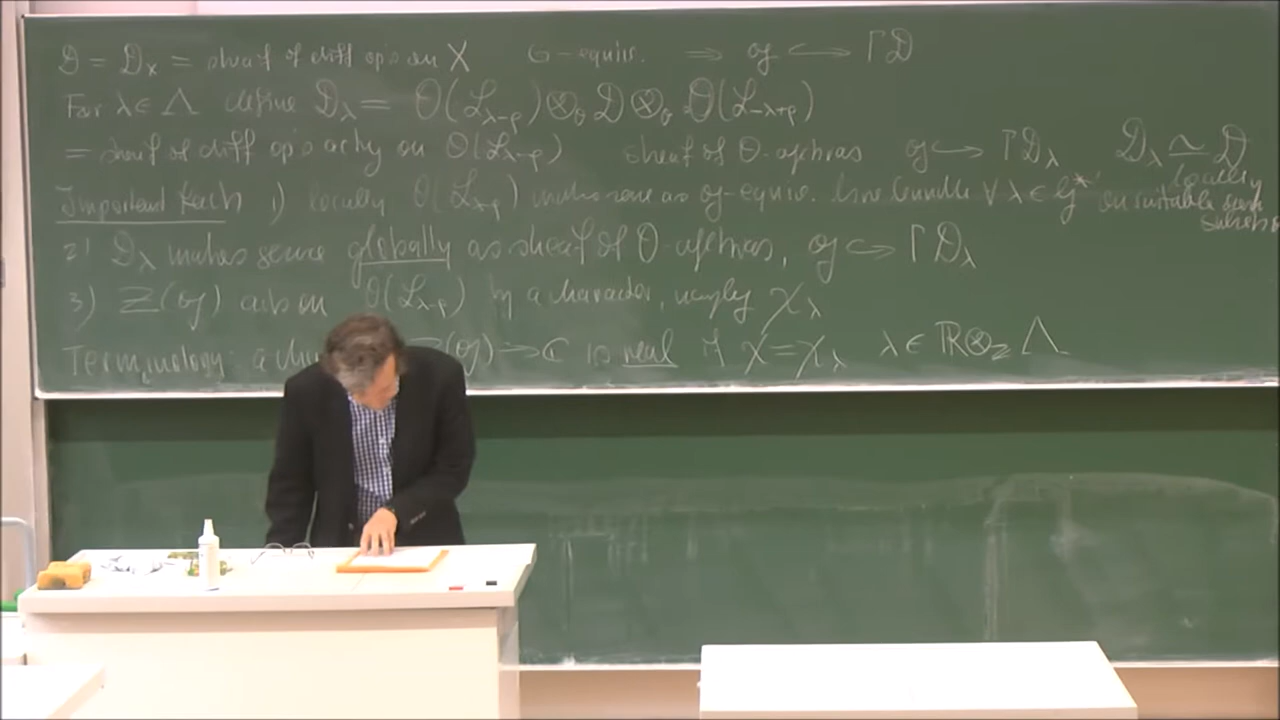 𝒟 = 𝒟_X = sheaf of diff op's on X   G-equiv.   ⇒   𝔤 ↪ Γ𝒟
For λ ∈ Λ define 𝒟_λ = 𝒪(ℒ_{λ-ρ}) ⊗_𝒪 𝒟 ⊗_𝒪 𝒪(ℒ_{-λ+ρ})
= sheaf of diff op's acting on 𝒪(ℒ_{λ-ρ})   sheaf of 𝒪-algebras   𝔤 ↪ Γ𝒟_λ   𝒟_λ ≃ 𝒟 locally
Important facts 1) locally 𝒪(ℒ_{λ-ρ}) makes sense as 𝔤-equiv. line bundle ∀ λ ∈ 𝔥* on suitable open subsets
2) 𝒟_λ makes sense globally as sheaf of 𝒪-algebras, 𝔤 ↪ Γ𝒟_λ
3) Z(𝔤) acts on 𝒪(ℒ_{λ-ρ}) by a character, namely χ_λ
Terminology: a Z(𝔤) → ℂ is real if χ = χ_λ   λ ∈ ℝ ⊗_ℤ Λ